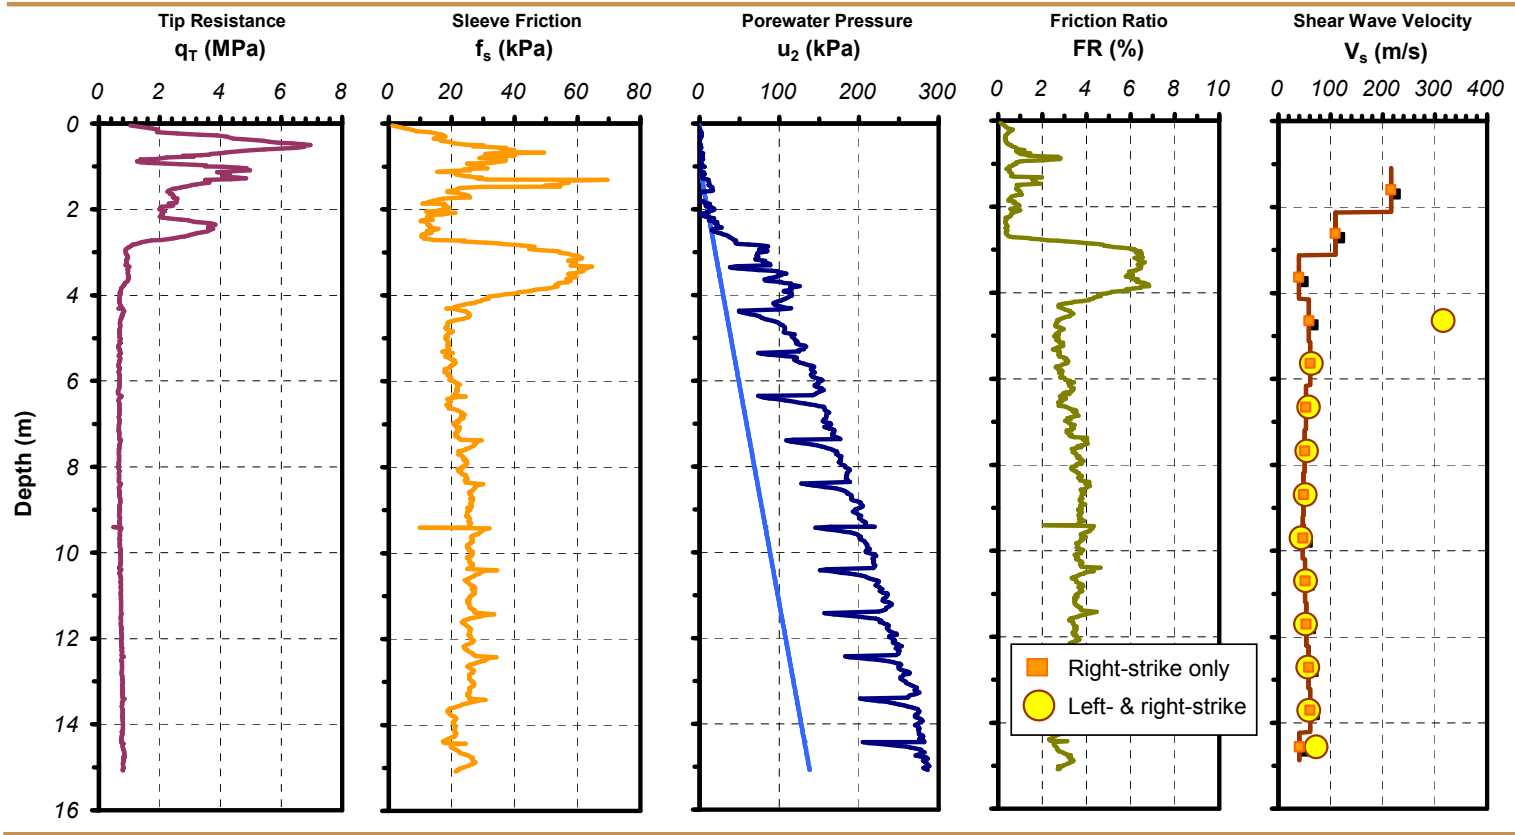 Tip Resistance
qT (MPa)
0 2 4 6 8
Sleeve Friction
fs (kPa)
0 20 40 60 80
Porewater Pressure
u2 (kPa)
0 100 200 300
Friction Ratio
FR (%)
0 2 4 6 8 10
Shear Wave Velocity
Vs (m/s)
0 100 200 300 400
Depth (m)
0
2
4
6
8
10
12
14
16
Right-strike only
Left- & right-strike